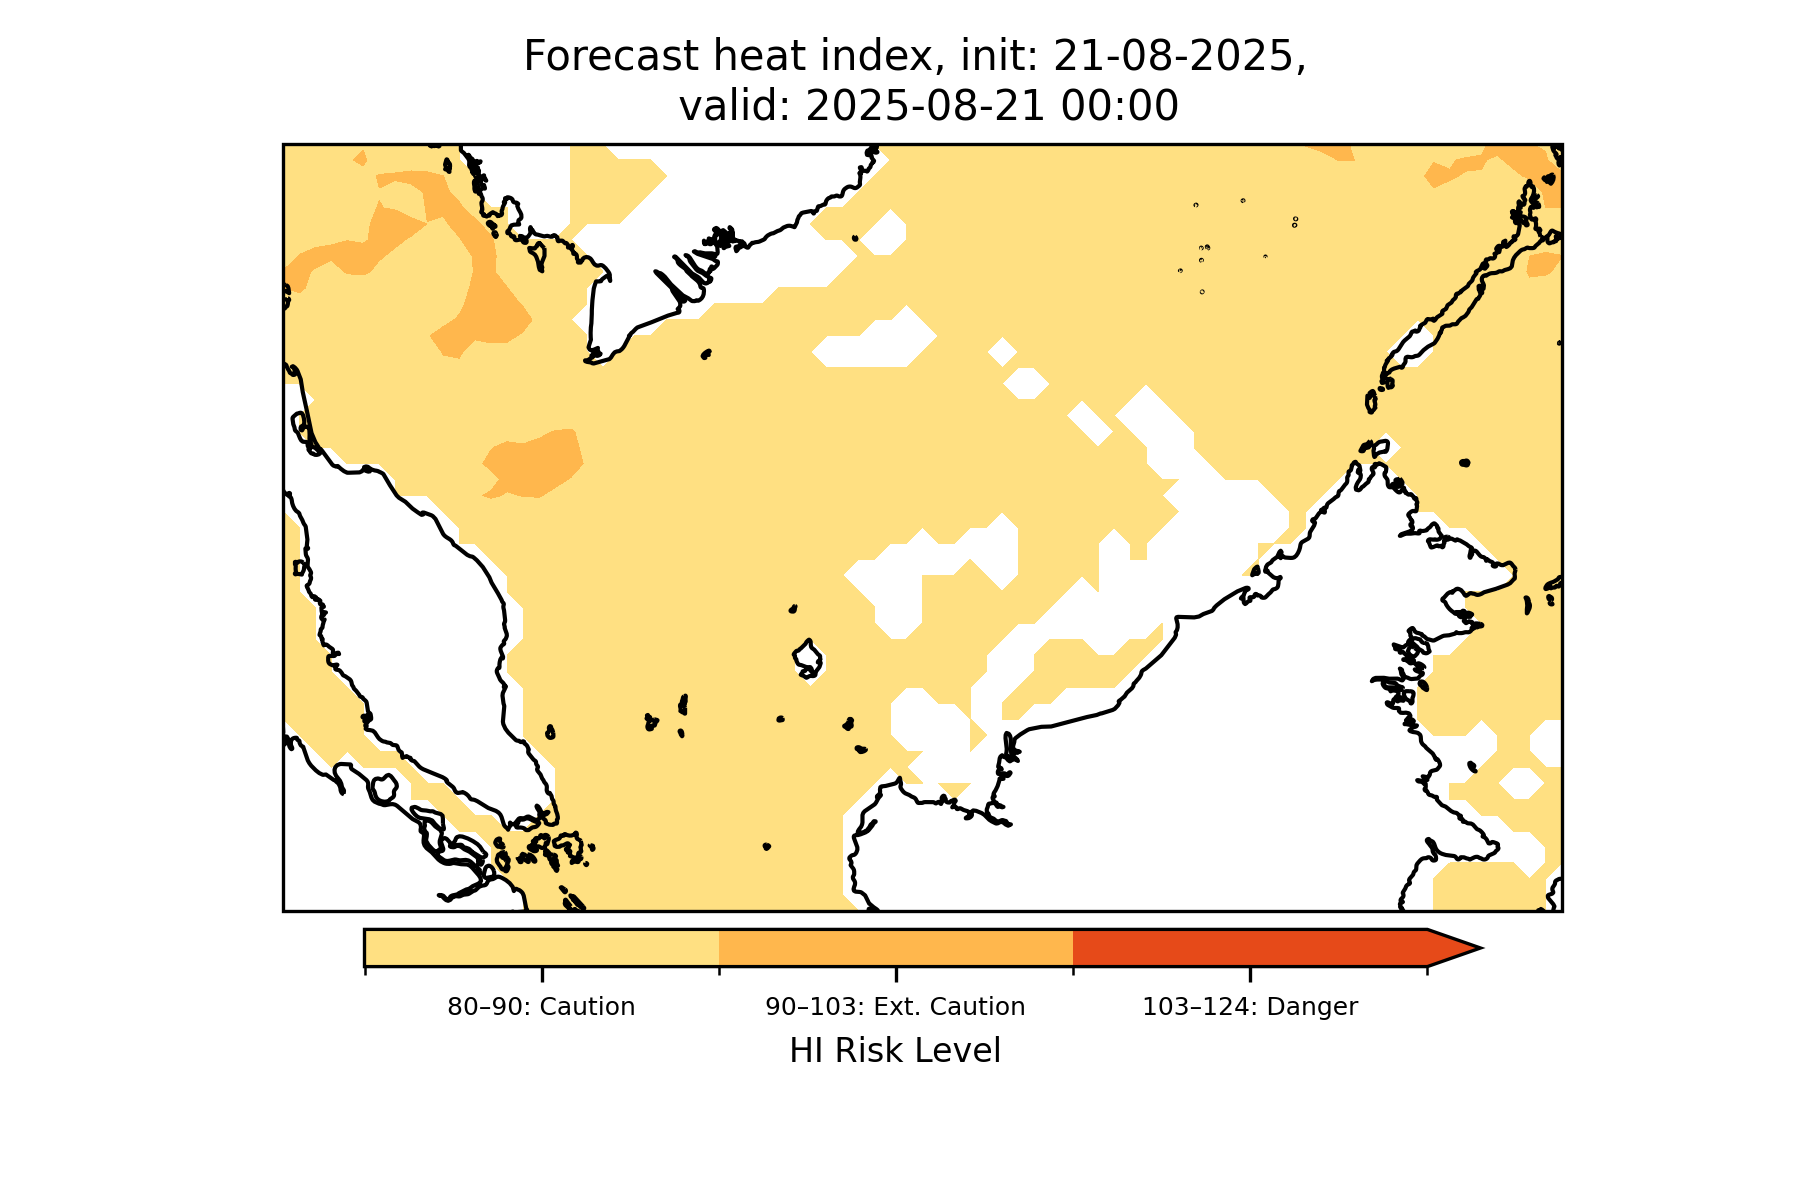 Forecast heat index, init: 21-08-2025,
valid: 2025-08-21 00:00
80–90: Caution
90–103: Ext. Caution
103–124: Danger
HI Risk Level